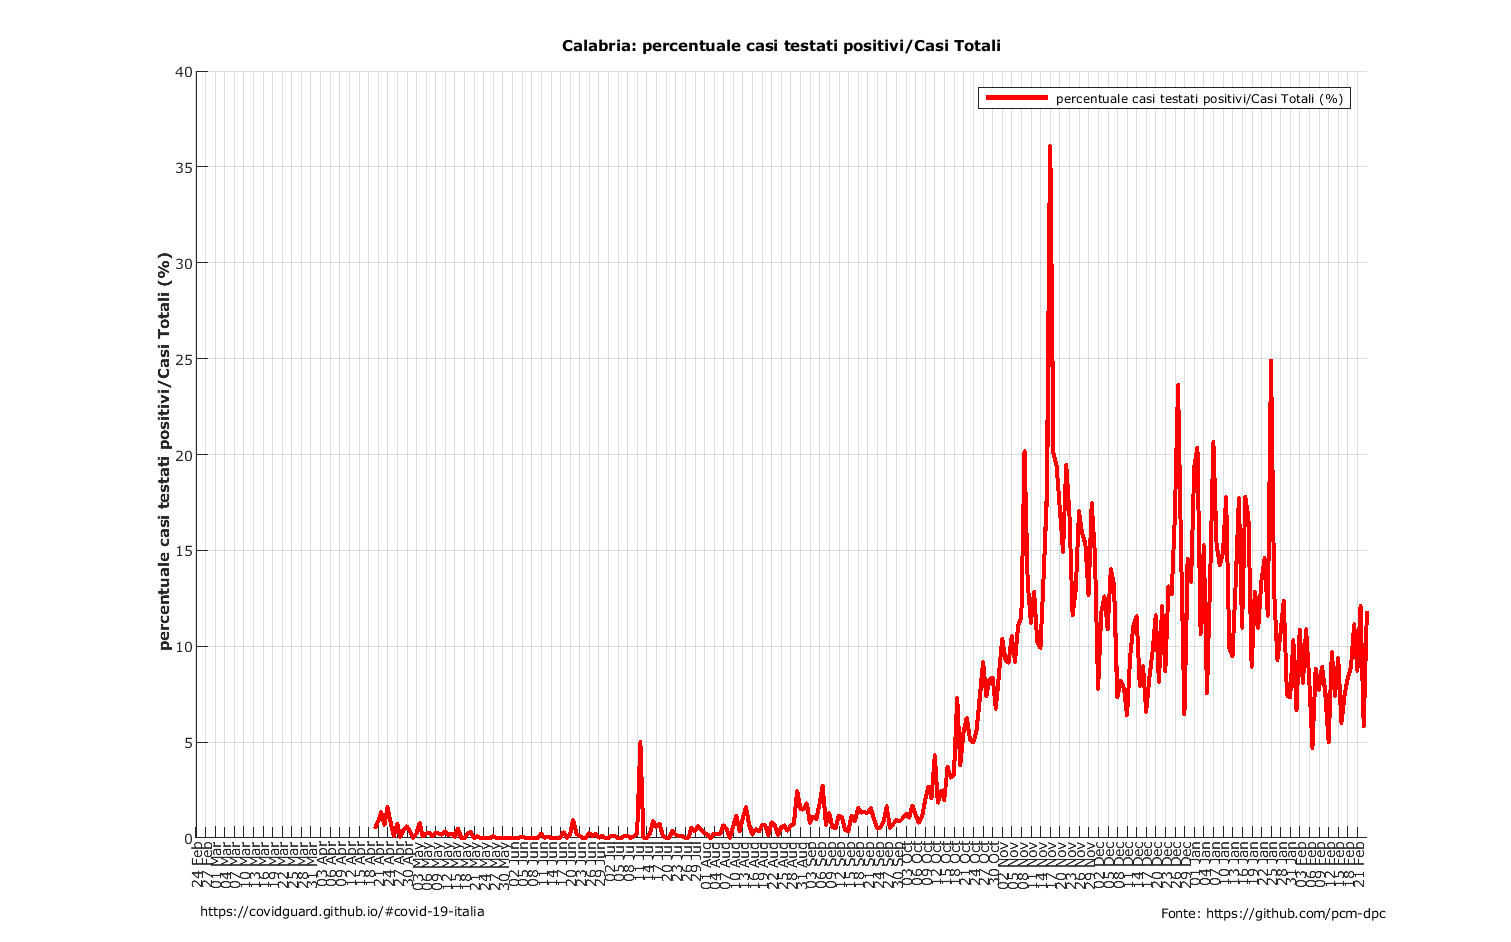 Calabria: percentuale casi testati positivi/Casi Totali
percentuale casi testati positivi/Casi Totali (%)
percentuale casi testati positivi/Casi Totali (%)
40
35
30
25
20
15
10
5
0
24 Feb
27 Feb
01 Mar
04 Mar
07 Mar
10 Mar
13 Mar
16 Mar
19 Mar
22 Mar
25 Mar
28 Mar
31 Mar
03 Apr
06 Apr
09 Apr
12 Apr
15 Apr
18 Apr
21 Apr
24 Apr
27 Apr
30 Apr
03 May
06 May
09 May
12 May
15 May
18 May
21 May
24 May
27 May
30 May
02 Jun
05 Jun
08 Jun
11 Jun
14 Jun
17 Jun
20 Jun
23 Jun
26 Jun
29 Jun
02 Jul
05 Jul
08 Jul
11 Jul
14 Jul
17 Jul
20 Jul
23 Jul
26 Jul
29 Jul
01 Aug
04 Aug
07 Aug
10 Aug
13 Aug
16 Aug
19 Aug
22 Aug
25 Aug
28 Aug
31 Aug
03 Sep
06 Sep
09 Sep
12 Sep
15 Sep
18 Sep
21 Sep
24 Sep
27 Sep
30 Sep
03 Oct
06 Oct
09 Oct
12 Oct
15 Oct
18 Oct
21 Oct
24 Oct
27 Oct
30 Oct
02 Nov
05 Nov
08 Nov
11 Nov
14 Nov
17 Nov
20 Nov
23 Nov
26 Nov
29 Nov
02 Dec
05 Dec
08 Dec
11 Dec
14 Dec
17 Dec
20 Dec
23 Dec
26 Dec
29 Dec
01 Jan
04 Jan
07 Jan
10 Jan
13 Jan
16 Jan
19 Jan
22 Jan
25 Jan
28 Jan
31 Jan
03 Feb
06 Feb
09 Feb
12 Feb
15 Feb
18 Feb
21 Feb
https://covidguard.github.io/#covid-19-italia
Fonte: https://github.com/pcm-dpc